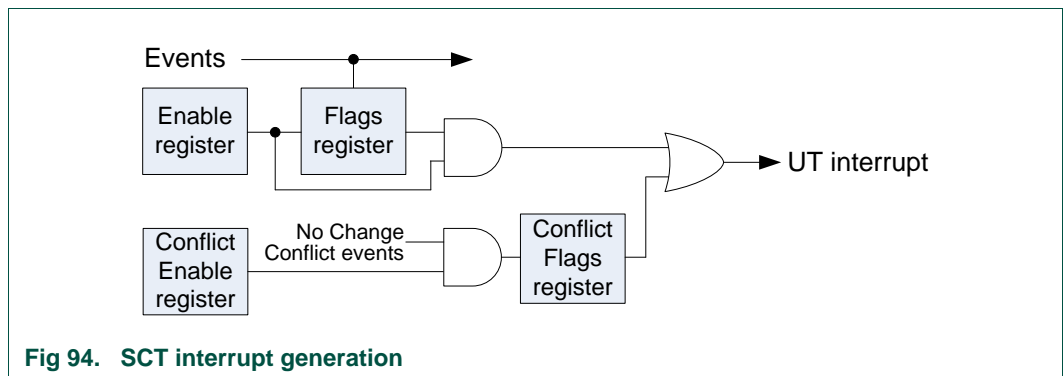 Events
Enable
register
Flags
register
UT interrupt
No Change
Conflict events
Conflict
Enable
register
Conflict
Flags
register
Fig 94. SCT interrupt generation